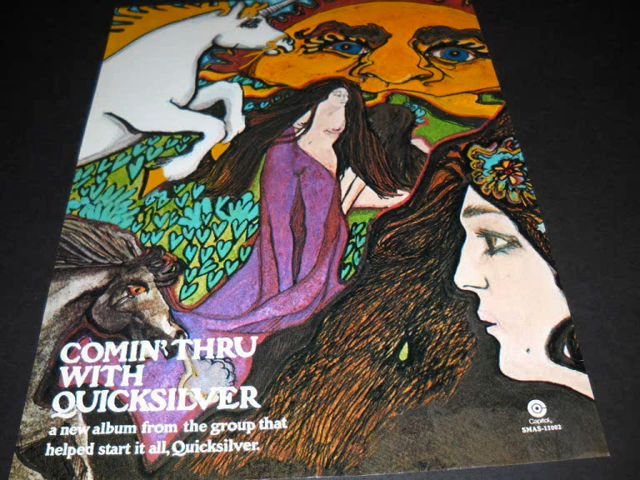 COMIN' THRU
WITH
QUICKSILVER
a new album from the group that
helped start it all, Quicksilver.
Capitol.
SMAS-11002